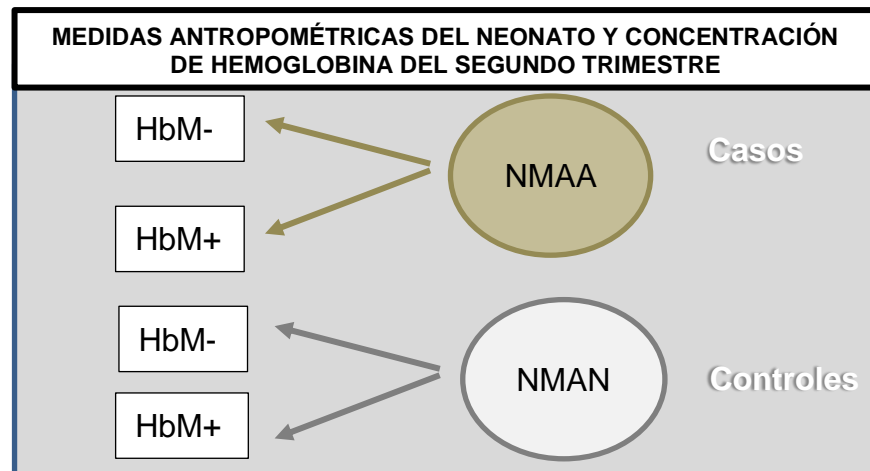 MEDIDAS ANTROPOMÉTRICAS DEL NEONATO Y CONCENTRACIÓN
DE HEMOGLOBINA DEL SEGUNDO TRIMESTRE
HbM-
NMAA
Casos
HbM+
HbM-
NMAN
Controles
HbM+